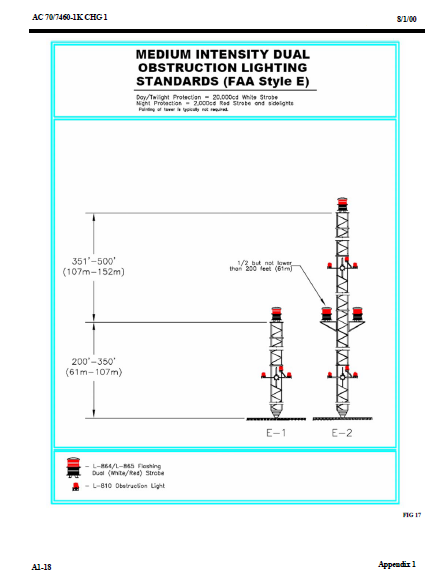 AC 70/7460-1K CHG 1
8/1/00
MEDIUM INTENSITY DUAL
OBSTRUCTION LIGHTING
STANDARDS (FAA Style E)
Day/Twilight Protection = 20,000cd White Strobe
Night Protection = 2,000cd Red Strobe and sidelights
Painting of tower is typically not required.
351'-500'
(107m-152m)
1/2 but not lower
than 200 feet (61m)
200'-350'
(61m-107m)
E-1
E-2
- L-864/L-865 Flashing
Dual (White/Red) Strobe
- L-810 Obstruction Light
FIG 17
A1-18
Appendix 1